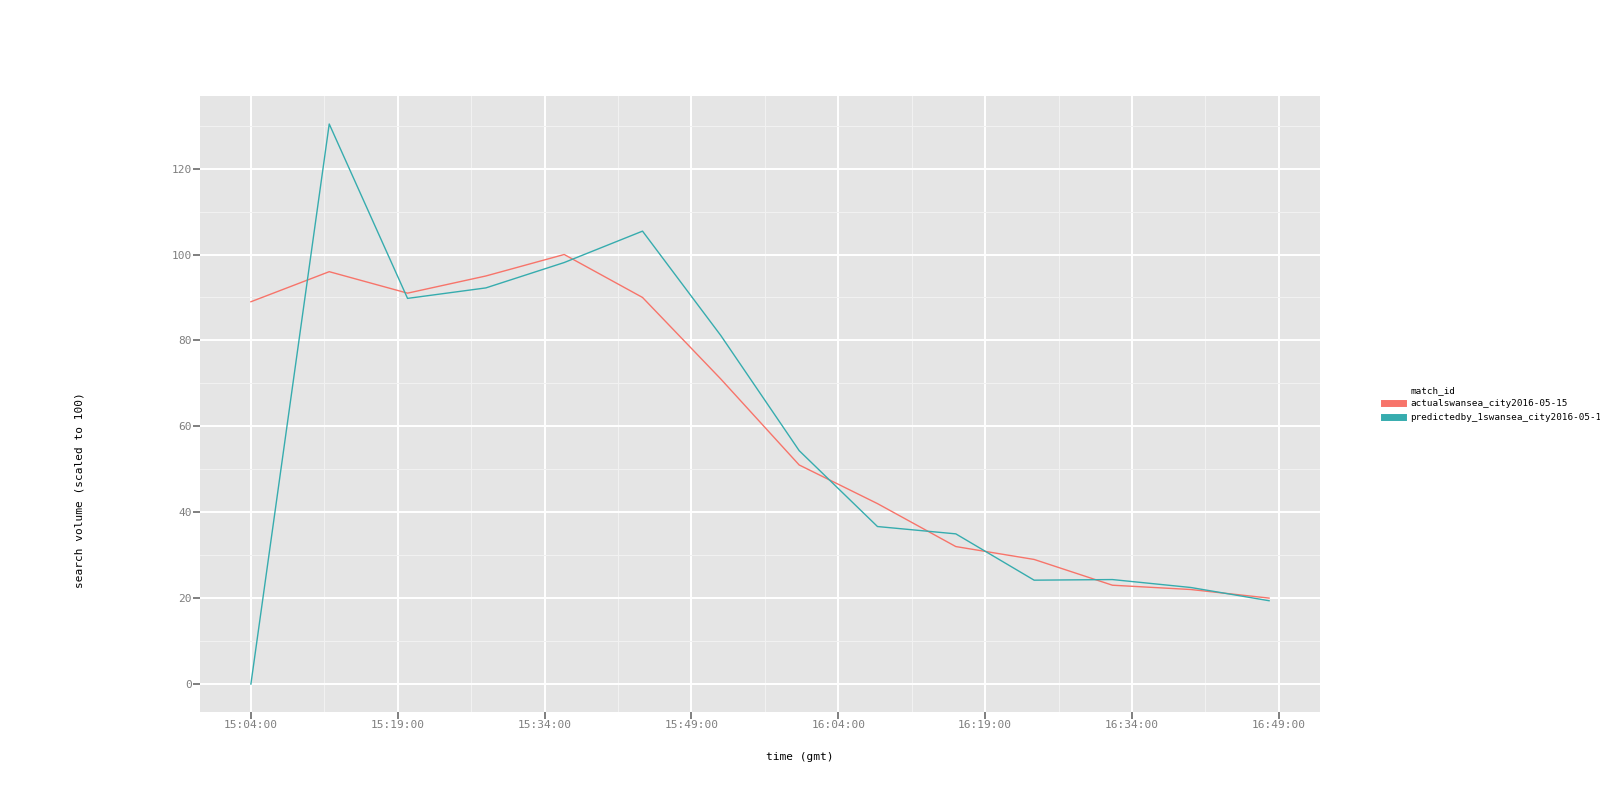 search volume (scaled to 100)
120
100
80
60
40
20
0
15:04:00 15:19:00 15:34:00 15:49:00 16:04:00 16:19:00 16:34:00 16:49:00
time (gmt)
match_id
actualswansea_city2016-05-15
predictedby_1swansea_city2016-05-1